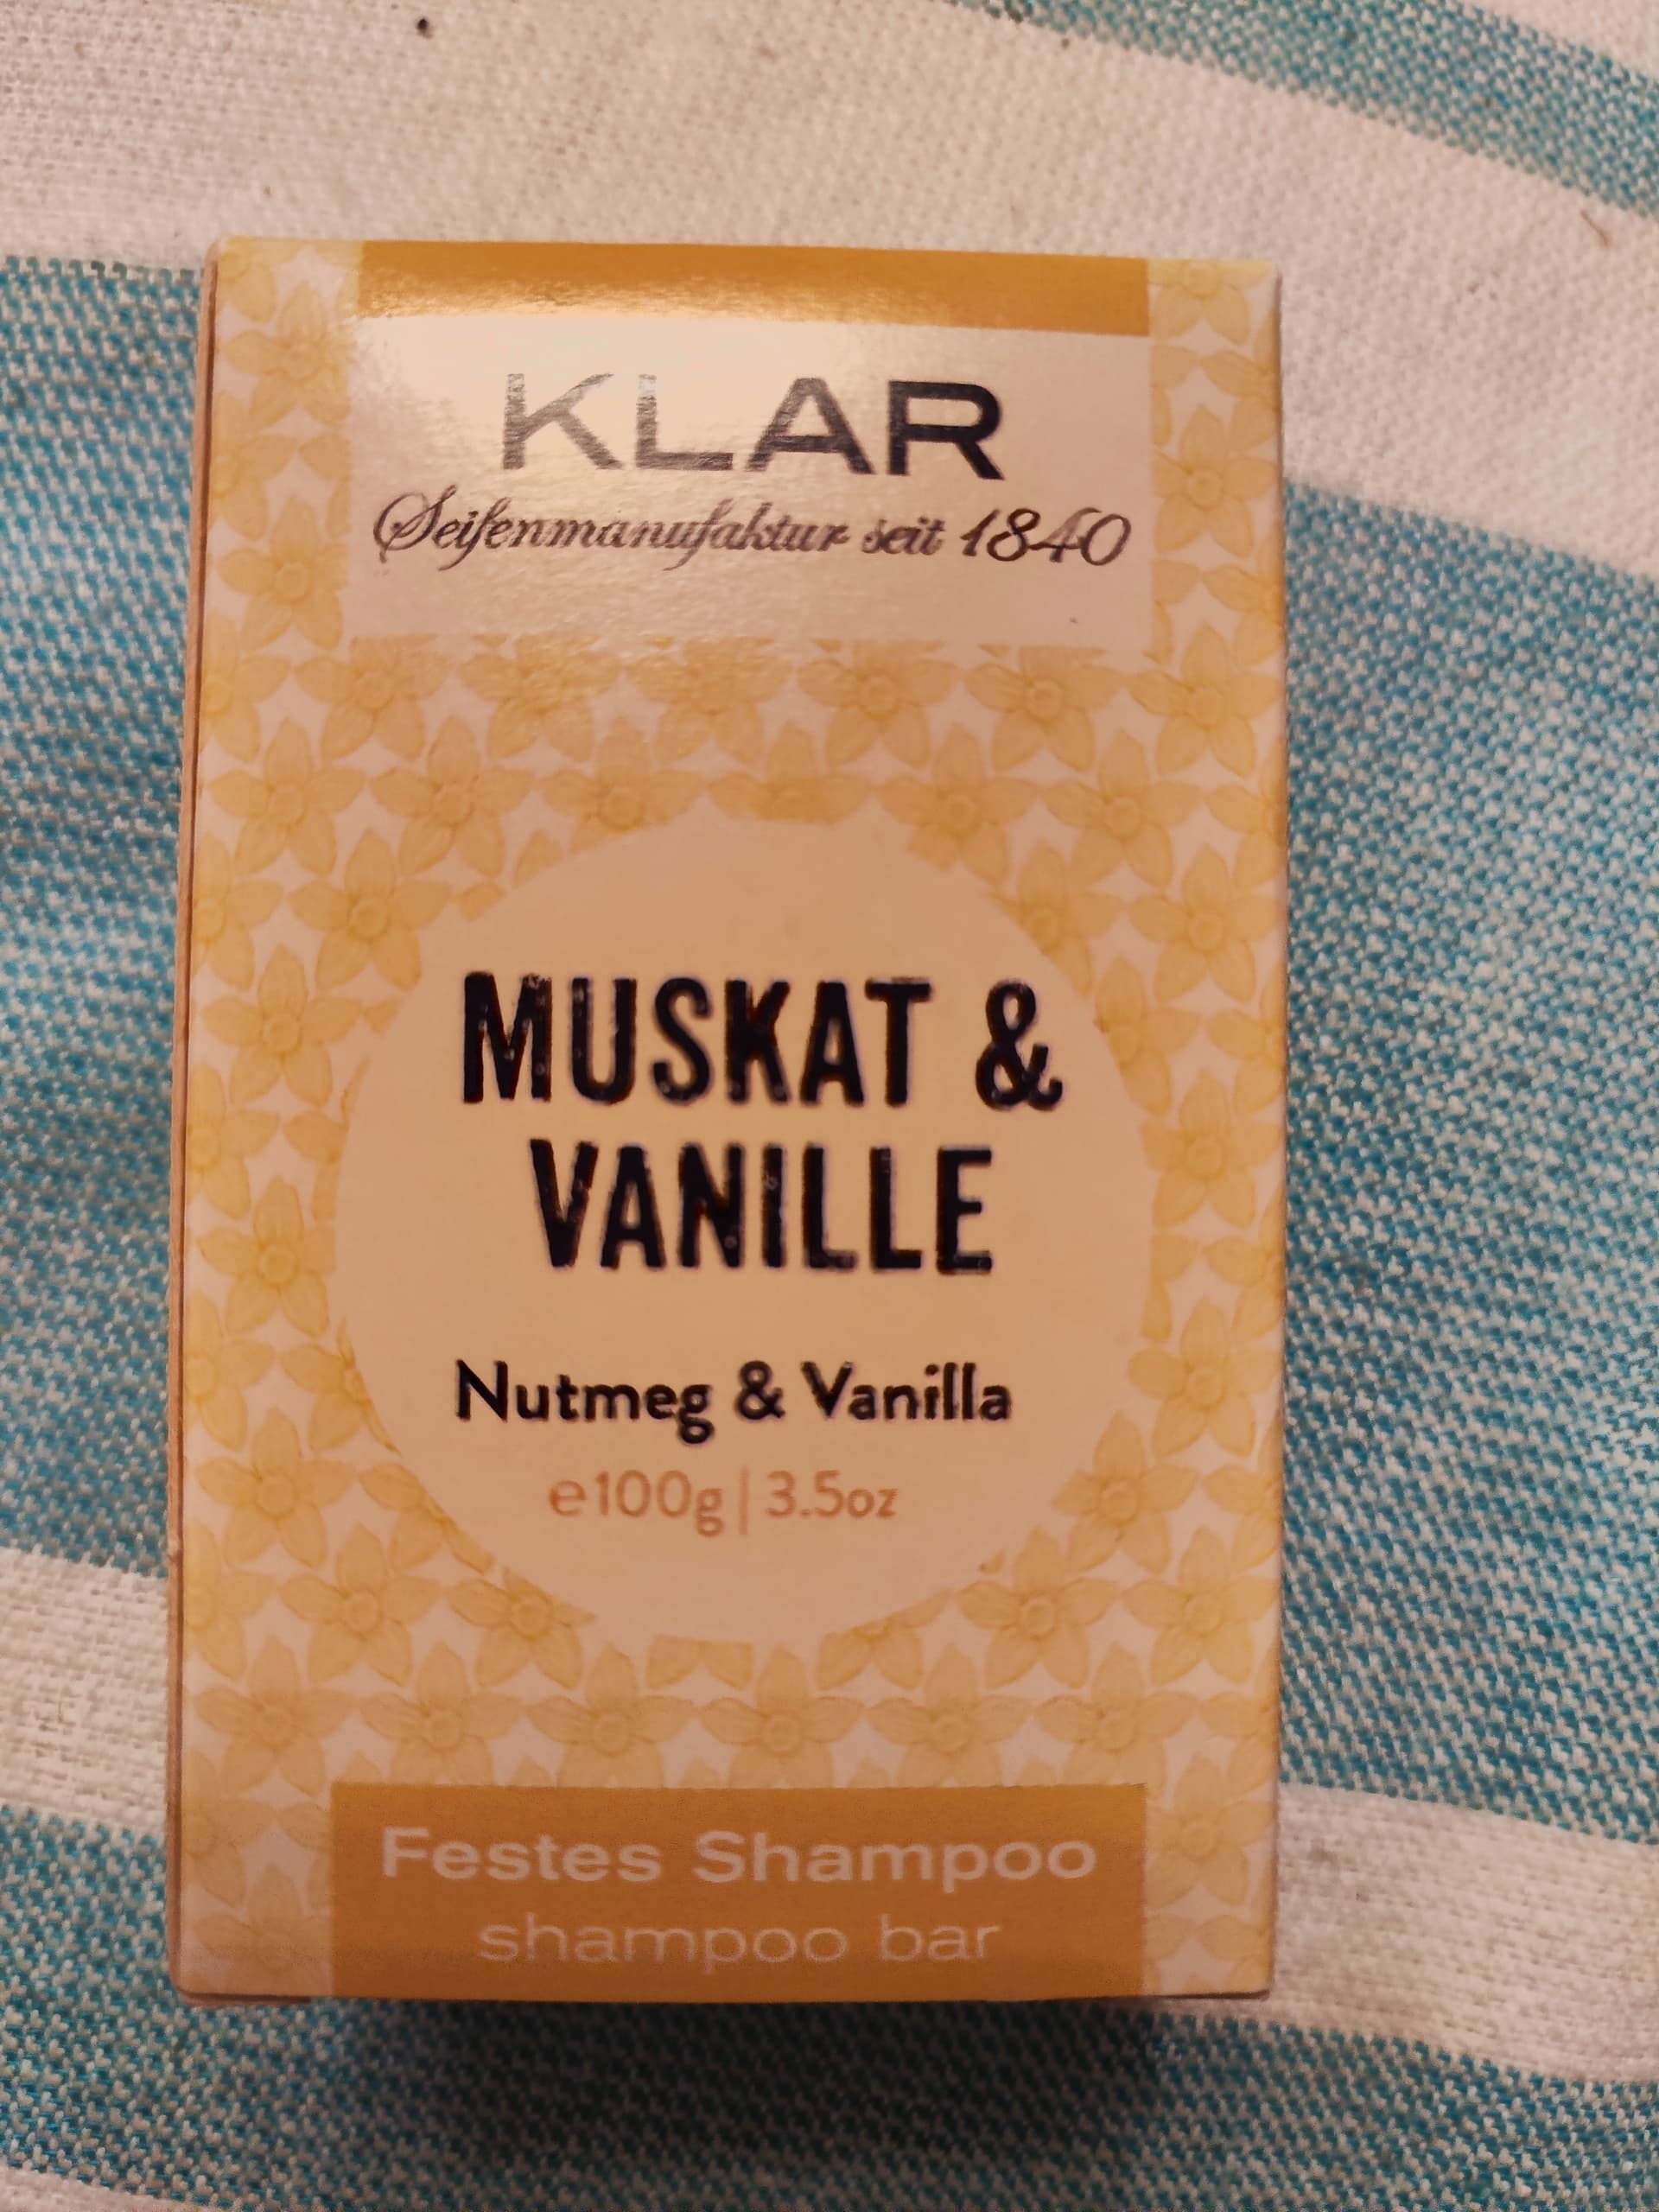 KLAR
Seifenmanufaktur seit 1840
MUSKAT &
VANILLE
Nutmeg & Vanilla
e100g|3.5oz
Festes Shampoo
shampoo bar